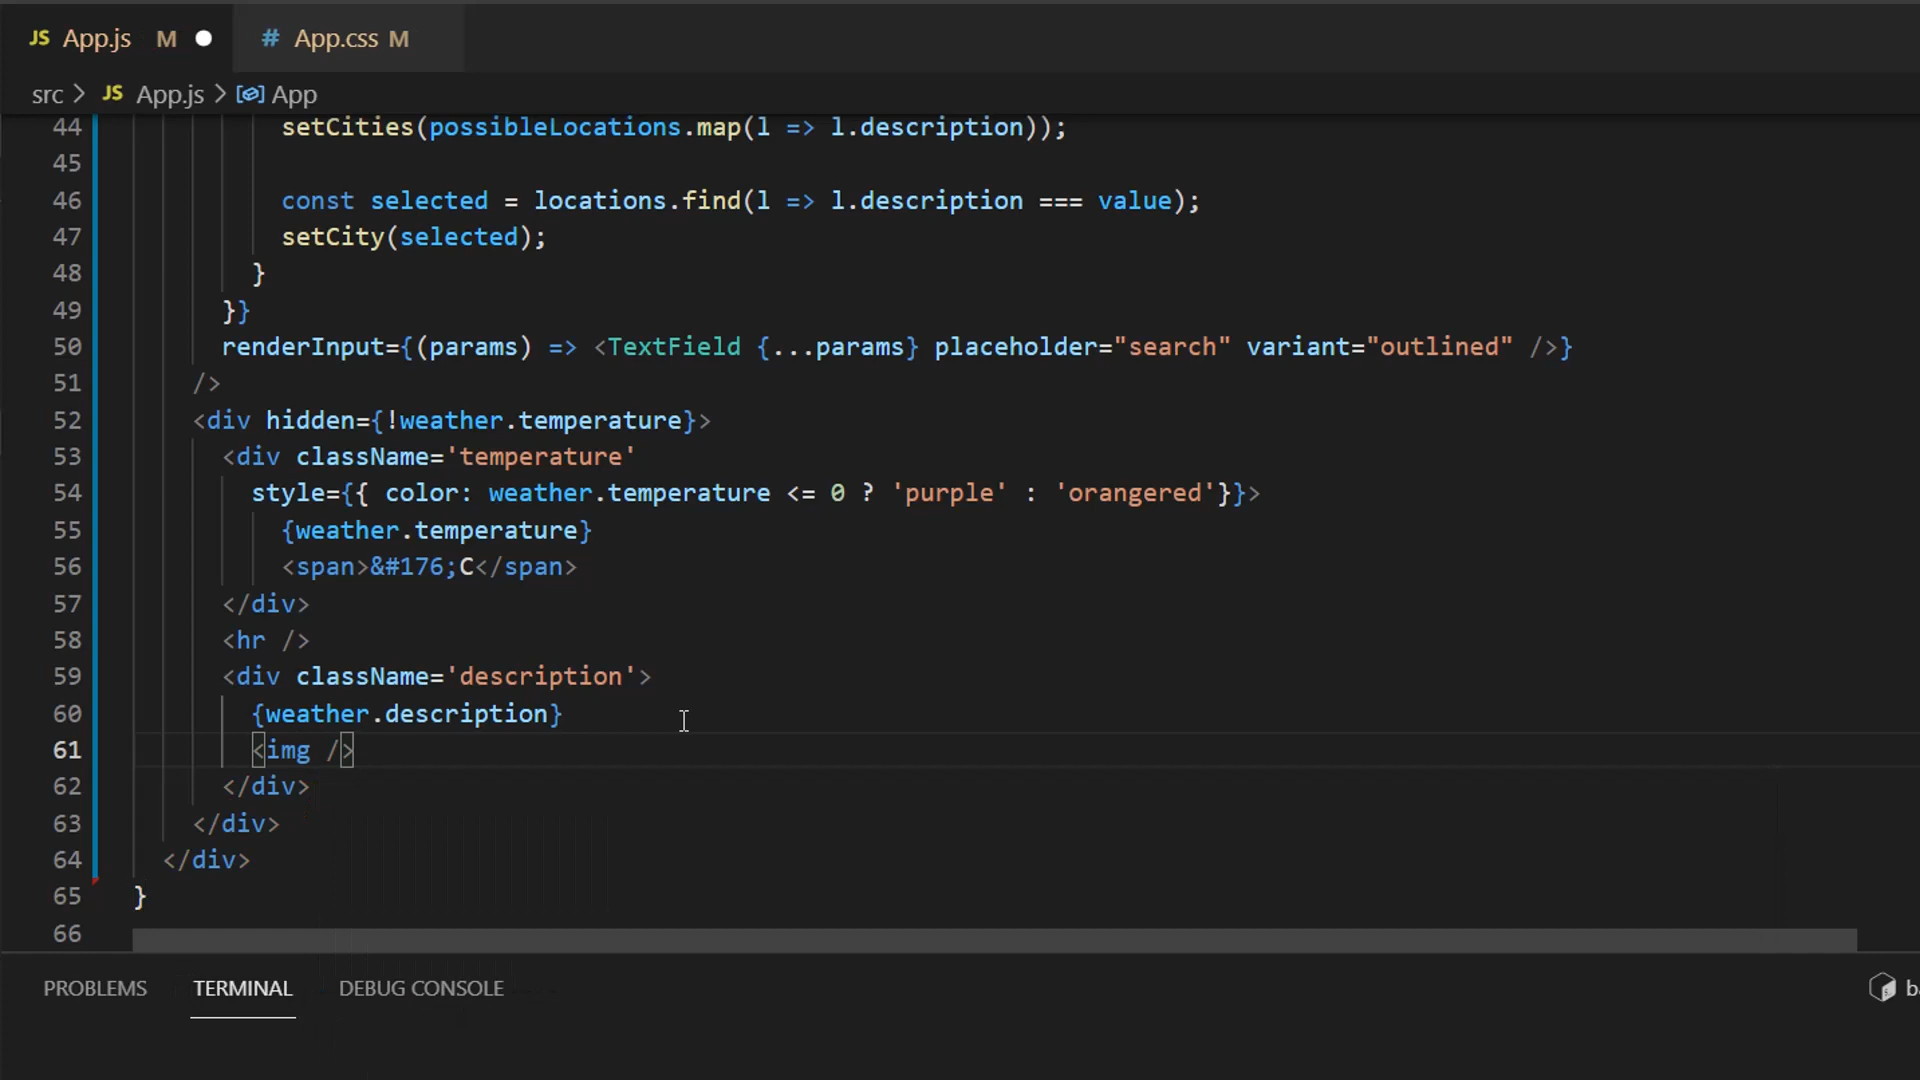 JS App.js M
# App.css M
src > JS App.js > App
44 setCities(possibleLocations.map(l => l.description));
45
46 const selected = locations.find(l => l.description === value);
47 setCity(selected);
48 }
49 }}
50 renderInput={(params) => <TextField {...params} placeholder="search" variant="outlined" />}
51 />
52 <div hidden={!weather.temperature}>
53 <div className='temperature'
54 style={{ color: weather.temperature <= 0 ? 'purple' : 'orangered'}}>
55 {weather.temperature}
56 <span>&#176;C</span>
57 </div>
58 <hr />
59 <div className='description'>
60 {weather.description}
61 <img />
62 </div>
63 </div>
64 </div>
65 }
66
PROBLEMS TERMINAL DEBUG CONSOLE